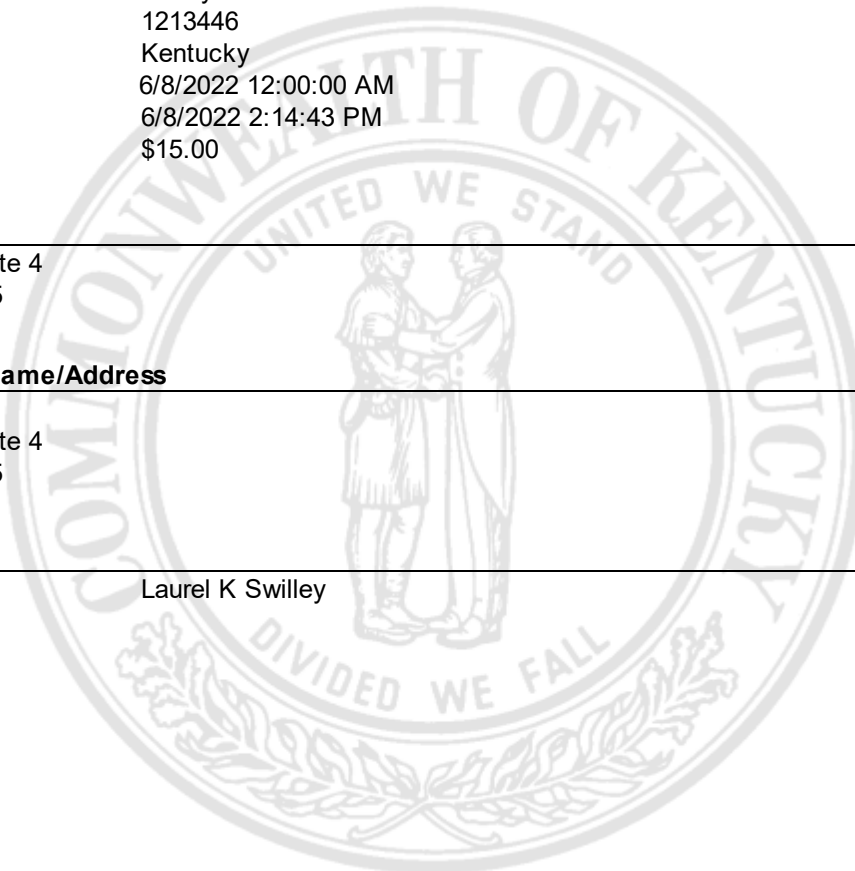 1213446
Kentucky
6/8/2022 12:00:00 AM
6/8/2022 2:14:43 PM
$15.00
COMMONWEALTH OF KENTUCKY
UNITED WE STAND
te 4
ame/Address
te 4
Laurel K Swilley
DIVIDED WE FALL